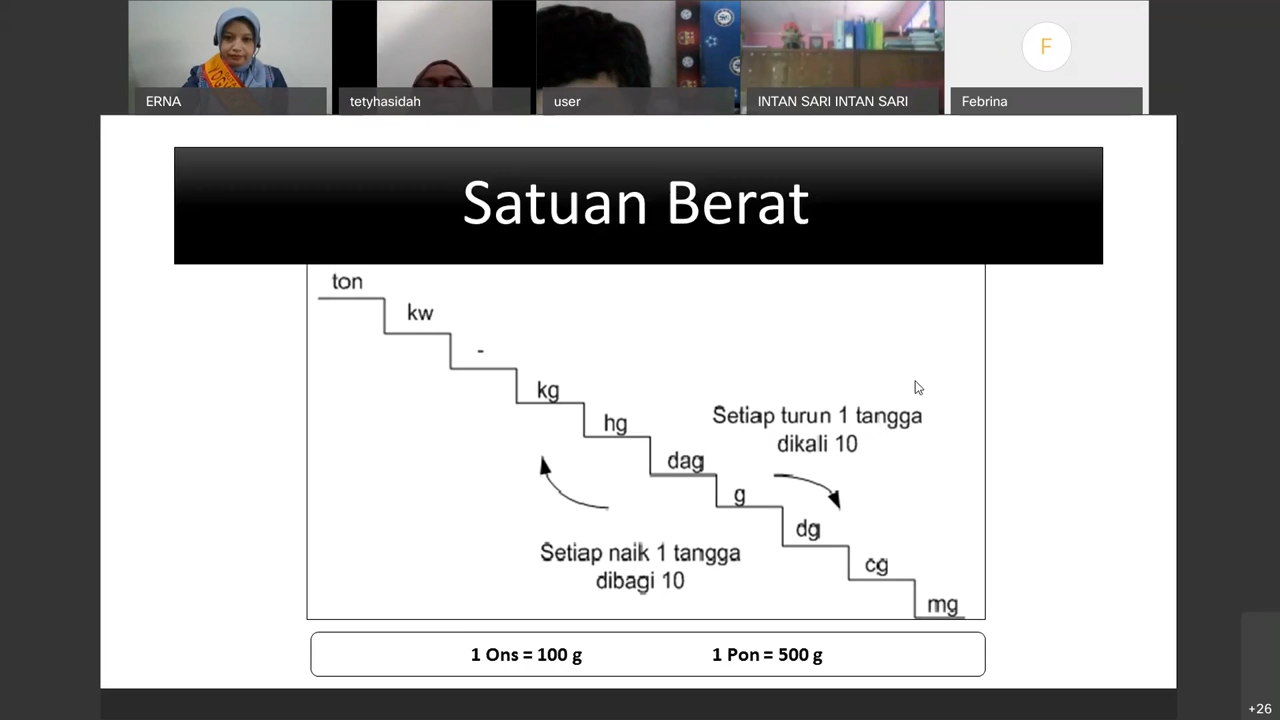 ERNA
tetyhasidah
user
INTAN SARI INTAN SARI
F
Febrina
Satuan Berat
ton
kw
-
kg
hg
dag
g
dg
cg
mg
Setiap turun 1 tangga
dikali 10
Setiap naik 1 tangga
dibagi 10
1 Ons = 100 g
1 Pon = 500 g
+26